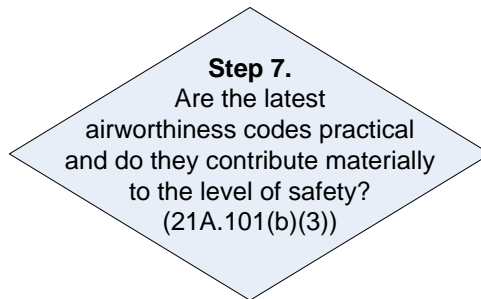 Step 7.
Are the latest
airworthiness codes practical
and do they contribute materially
to the level of safety?
(21A.101(b)(3))